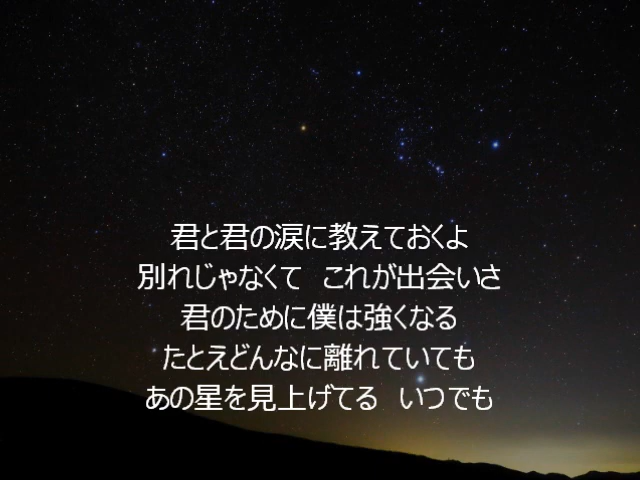 君と君の涙に教えておくよ
別れじゃなくて　これが出会いさ
君のために僕は強くなる
たとえどんなに離れていても
あの星を見上げてる　いつでも